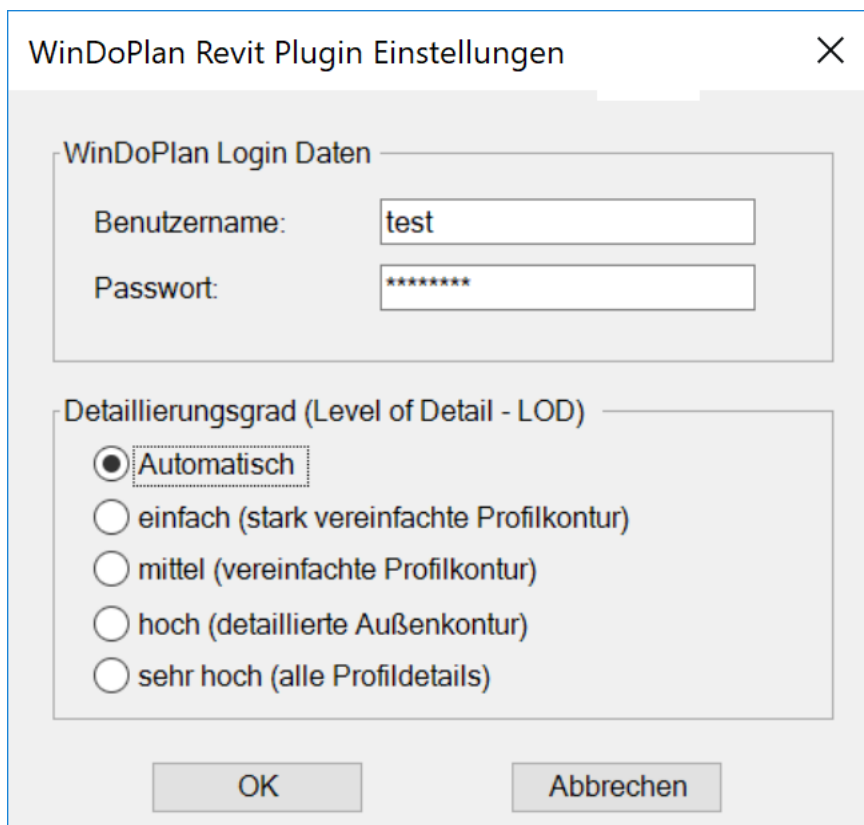 WinDoPlan Revit Plugin Einstellungen
WinDoPlan Login Daten
Benutzername: test
Passwort: ********
Detaillierungsgrad (Level of Detail - LOD)
Automatisch
einfach (stark vereinfachte Profilkontur)
mittel (vereinfachte Profilkontur)
hoch (detaillierte Außenkontur)
sehr hoch (alle Profildetails)
OK Abbrechen